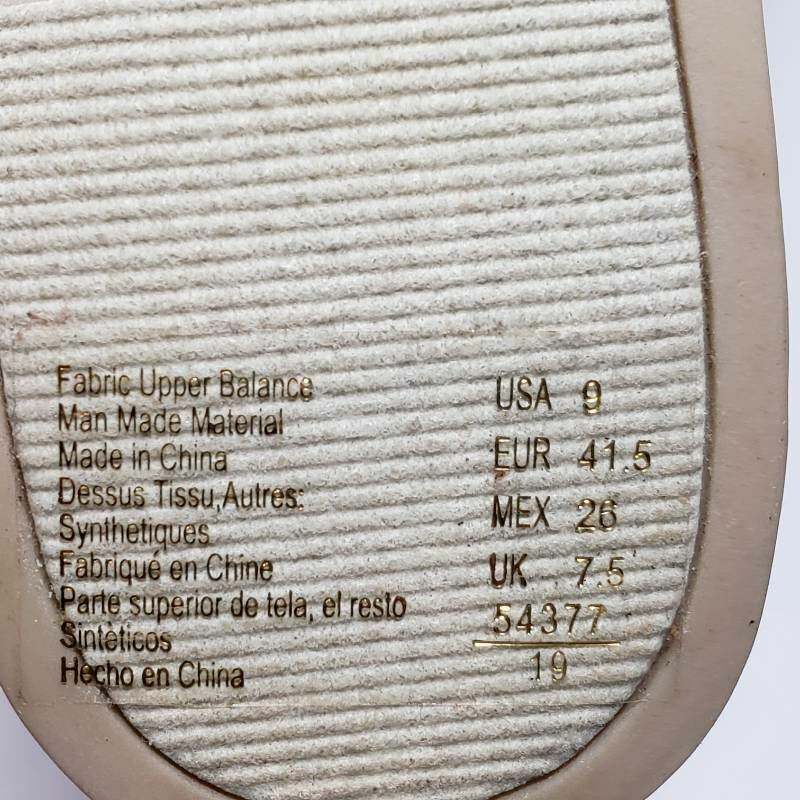 Fabric Upper Balance
Man Made Material
Made in China
Dessus Tissu,Autres:
Synthetiques
Fabriqué en Chine
Parte superior de tela, el resto
Sintèticos
Hecho en China
USA 9
EUR 41.5
MEX 26
UK 7.5
54377
19